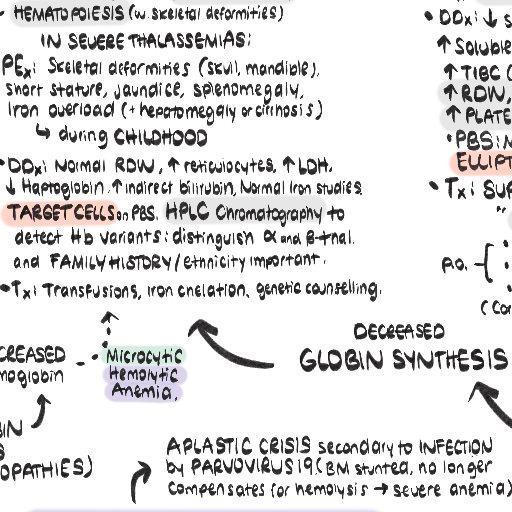 • HEMATOPOIESIS (w. skeletal deformities)
IN SEVERE THALASSEMIAS:
PEx: Skeletal deformities (skull, mandible),
short stature, jaundice, splenomegaly,
Iron overload (+ hepatomegaly or cirrhosis)
↳ during CHILDHOOD
• DDx: Normal RDW, ↑ reticulocytes, ↑ LDH,
↓ Haptoglobin, ↑ indirect bilirubin, Normal Iron studies.
TARGET CELLS on PBS. HPLC Chromatography to
detect Hb variants: distinguish α and β-thal.
and FAMILY HISTORY/ethnicity important.
• Tx: Transfusions, iron chelation, genetic counselling.
• DDx: ↓ S
↑ Soluble
↑ TIBC (
↑ RDW,
↑ PLATE
• PBS: M
ELLIPT
• Tx: SUP
"
P.O.
(Con
CREASED
moglobin
Microcytic
Hemolytic
Anemia.
DECREASED
GLOBIN SYNTHESIS
BIN
S
OPATHIES)
APLASTIC CRISIS secondary to INFECTION
by PARVOVIRUS 19 (BM stunted, no longer
compensates for hemolysis → severe anemia)